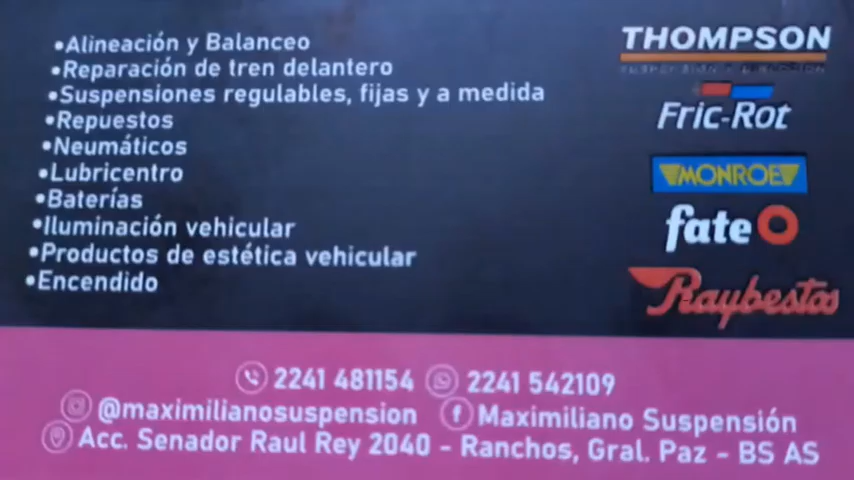 •Alineación y Balanceo
•Reparación de tren delantero
•Suspensiones regulables, fijas y a medida
•Repuestos
•Neumáticos
•Lubricentro
•Baterías
•Iluminación vehicular
•Productos de estética vehicular
•Encendido
THOMPSON
Fric-Rot
MONROE
fate
Raybestos
2241 481154 2241 542109
@maximilianosuspension Maximiliano Suspensión
Acc. Senador Raul Rey 2040 - Ranchos, Gral. Paz - BS AS